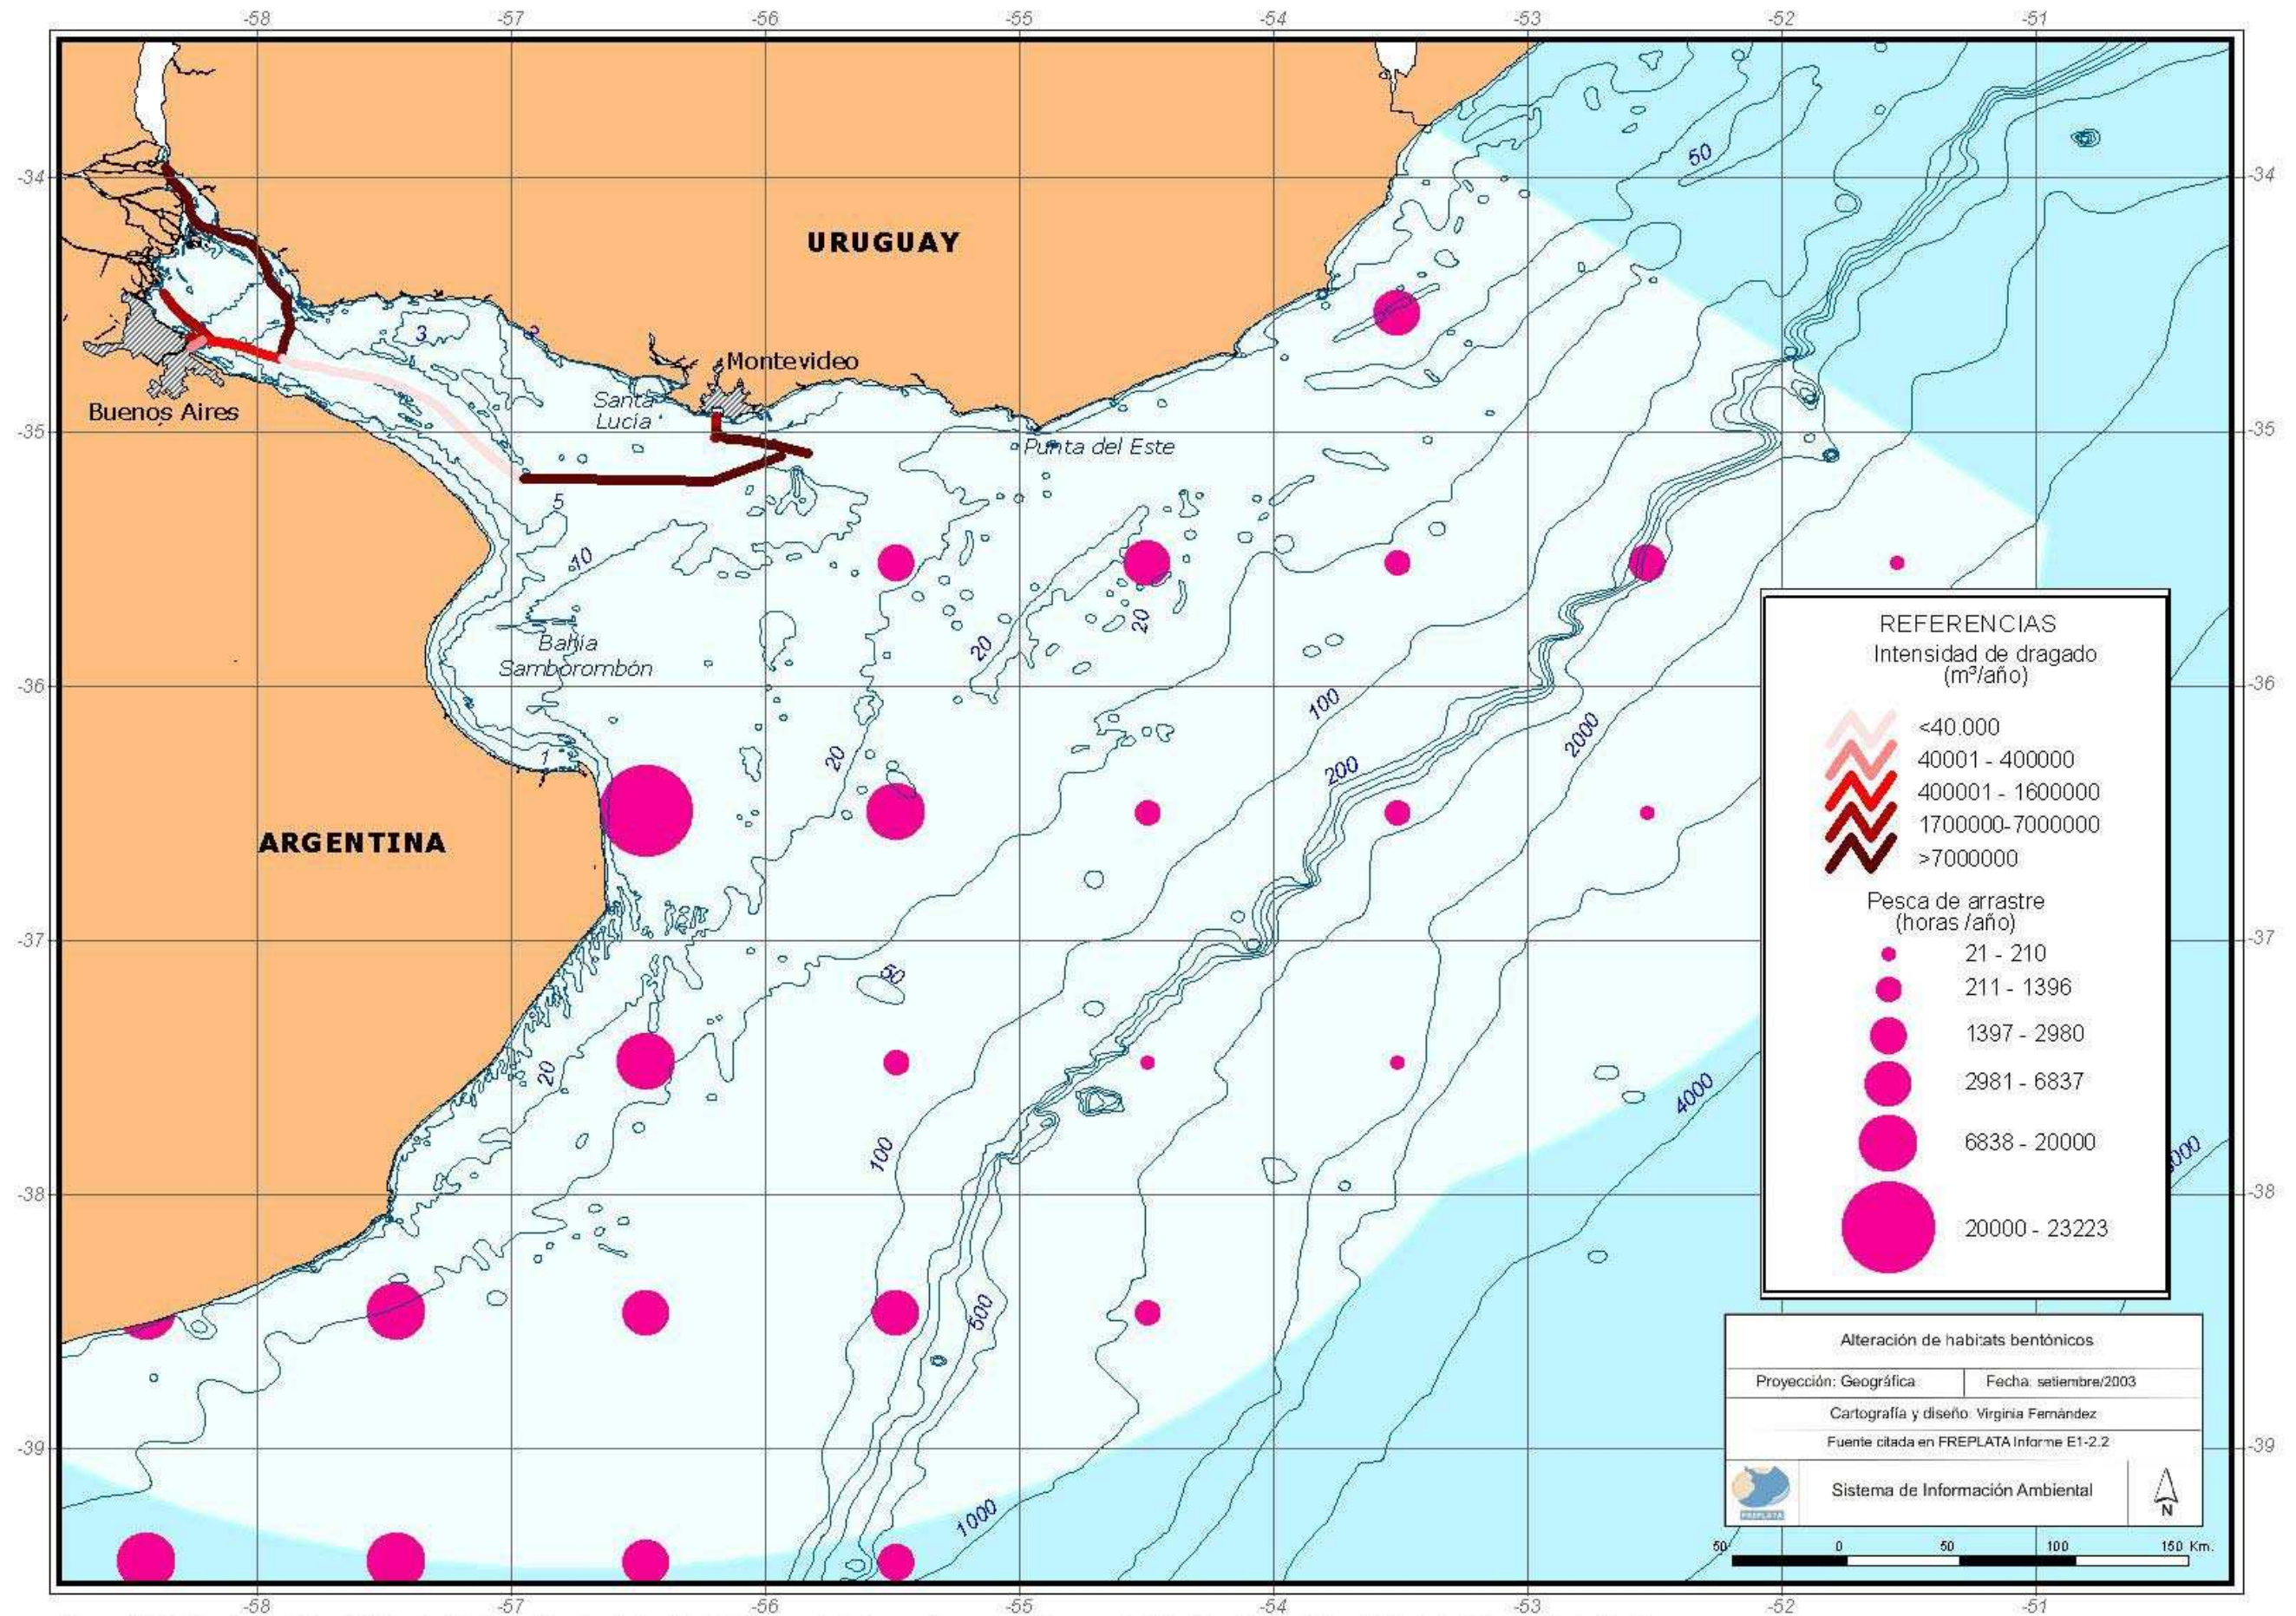 -58 -57 -56 -55 -54 -53 -52 -51
-34 -34
50
URUGUAY
3 2
Montevideo
Buenos Aires
Santa
Lucía
-35 -35
Punta del Este
5
10
20
20
Bahía
Samborombón
-36 -36
100
2000
20
200
1
ARGENTINA
-37 -37
50
20
4000
100
000
-38 -38
500
-39 -39
1000
REFERENCIAS
Intensidad de dragado
(m³/año)
<40.000
40001 - 400000
400001 - 1600000
1700000-7000000
>7000000
Pesca de arrastre
(horas /año)
21 - 210
211 - 1396
1397 - 2980
2981 - 6837
6838 - 20000
20000 - 23223
Alteración de habitats bentónicos
Proyección: Geográfica Fecha: setiembre/2003
Cartografía y diseño: Virginia Fernández
Fuente citada en FREPLATA Informe E1-2.2
Sistema de Información Ambiental
FREPLATA
N
50 0 50 100 150 Km.
-58 -57 -56 -55 -54 -53 -52 -51